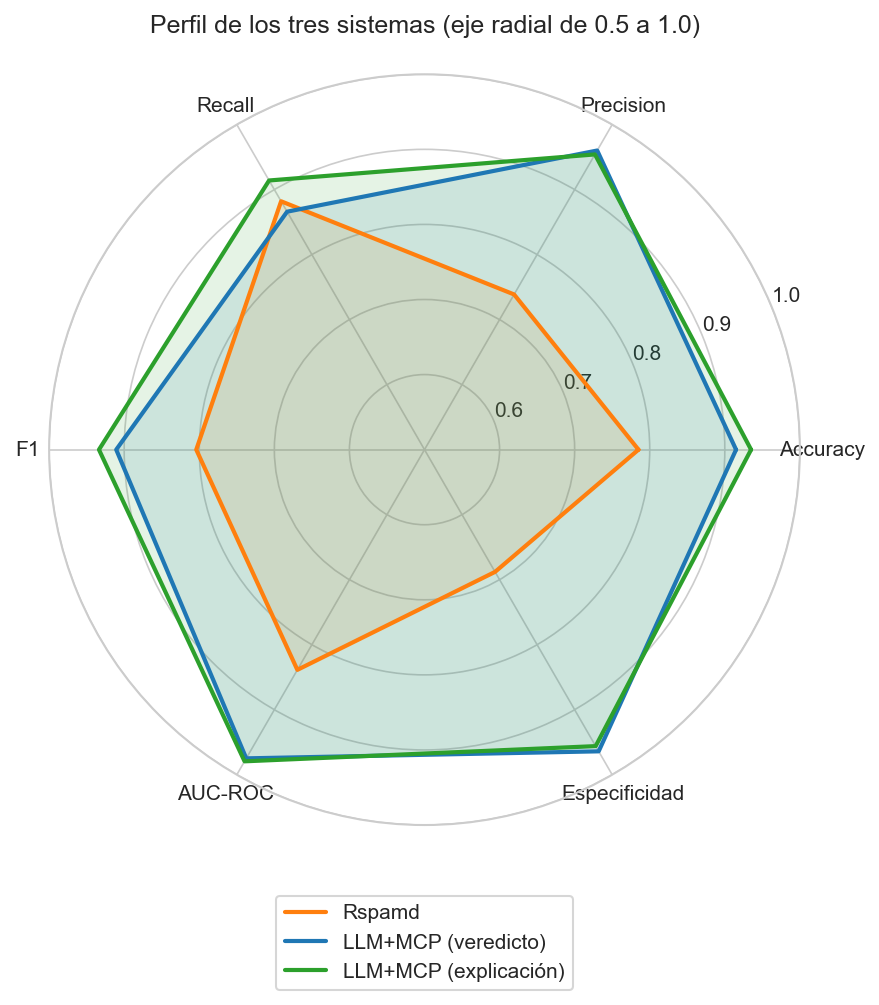 Perfil de los tres sistemas (eje radial de 0.5 a 1.0)
Recall
Precision
1.0
0.9
0.8
0.7
0.6
F1
Accuracy
AUC-ROC
Especificidad
Rspamd
LLM+MCP (veredicto)
LLM+MCP (explicación)